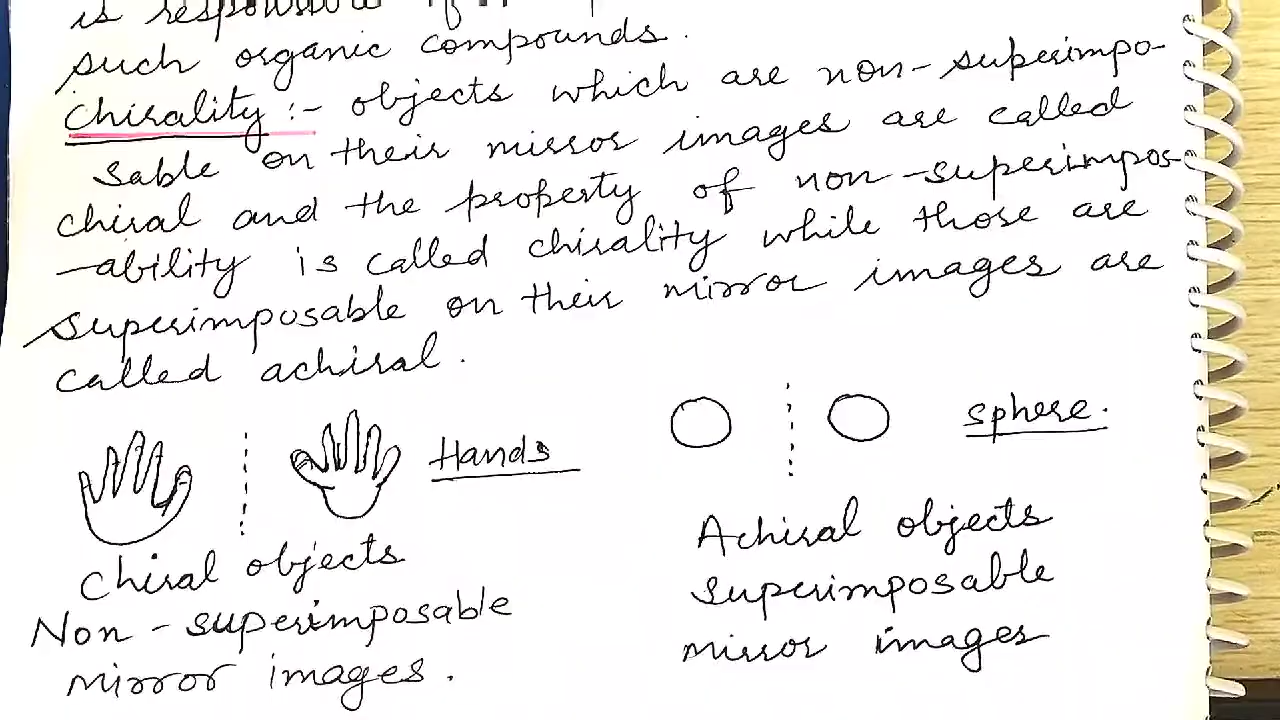 is responsible
such organic compounds.
Chirality :- objects which are non-superimpo-
sable on their mirror images are called
chiral and the property of non-superimpos-
-ability is called chirality while those are
superimposable on their mirror images are
called achiral.
Hands
sphere.
Chiral objects
Non-superimposable
mirror images.
Achiral objects
superimposable
mirror images